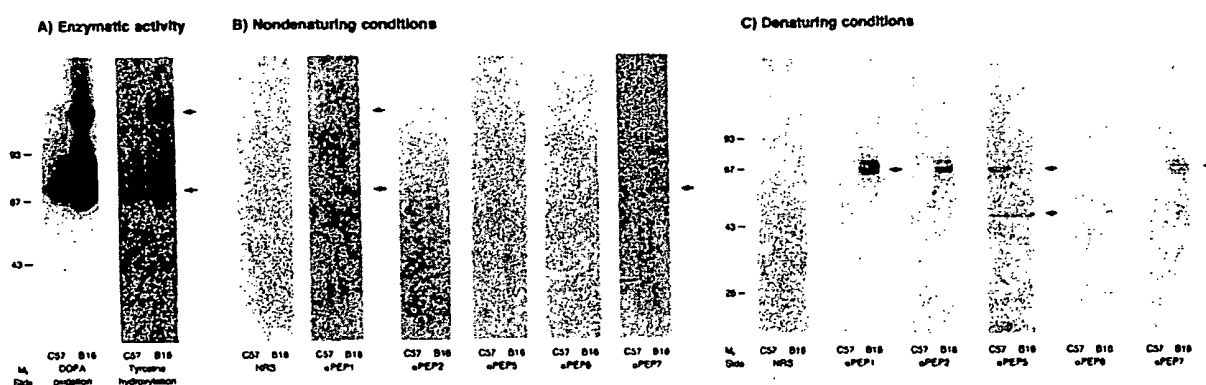 A) Enzymatic activity
B) Nondenaturing conditions
C) Denaturing conditions
93
67
43
93
67
43
25
C57 B16 C57 B16 C57 B16 C57 B16 C57 B16 C57 B16 C57 B16 C57 B16
Mr DOPA Tyrosine NRS αPEP1 αPEP2 αPEP5 αPEP6 αPEP7
Side oxidation hydroxylation
C57 B16 C57 B16 C57 B16 C57 B16 C57 B16 C57 B16
Mr NRS αPEP1 αPEP2 αPEP5 αPEP6 αPEP7
Side